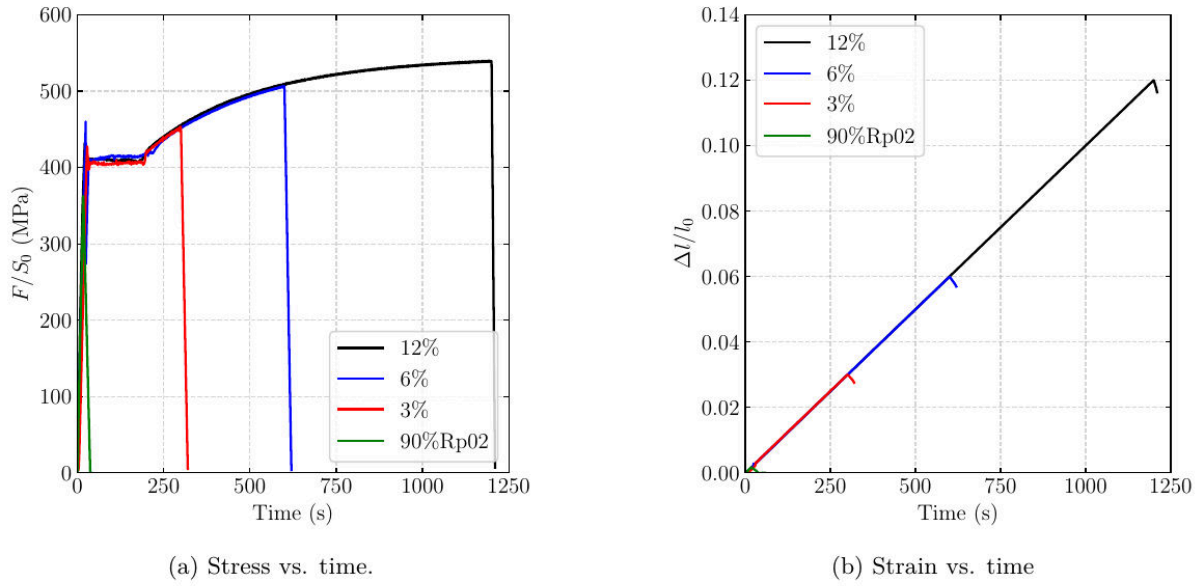 600
500
400
300
200
100
0
F/S₀ (MPa)
12%
6%
3%
90%Rp02
0 250 500 750 1000 1250
Time (s)
(a) Stress vs. time.
0.14
0.12
0.10
0.08
0.06
0.04
0.02
0.00
Δl/l₀
12%
6%
3%
90%Rp02
0 250 500 750 1000 1250
Time (s)
(b) Strain vs. time